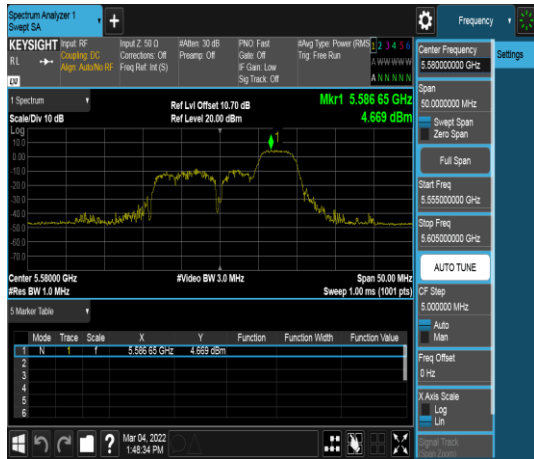 Spectrum Analyzer 1
Swept SA
Frequency
KEYSIGHT
RL
LXI
Input: RF
Coupling: DC
Align: Auto/No RF
Input Z: 50 Ω
Corrections: Off
Freq Ref: Int (S)
#Atten: 30 dB
Preamp: Off
PNO: Fast
Gate: Off
IF Gain: Low
Sig Track: Off
#Avg Type: Power (RMS
Trig: Free Run
1 2 3 4 5 6
A WW WW W
A N N N N N
1 Spectrum
Scale/Div 10 dB
Ref Lvl Offset 10.70 dB
Ref Level 20.00 dBm
Mkr1 5.586 65 GHz
4.669 dBm
Log
1
10.0
0.00
-10.0
-20.0
-30.0
-40.0
-50.0
-60.0
-70.0
Center 5.58000 GHz
#Res BW 1.0 MHz
#Video BW 3.0 MHz
Span 50.00 MHz
Sweep 1.00 ms (1001 pts)
5 Marker Table
Mode Trace Scale X Y Function Function Width Function Value
1 N 1 f 5.586 65 GHz 4.669 dBm
2
3
4
5
6
Mar 04, 2022
1:48:34 PM
Center Frequency
5.580000000 GHz
Settings
Span
50.0000000 MHz
Swept Span
Zero Span
Full Span
Start Freq
5.555000000 GHz
Stop Freq
5.605000000 GHz
AUTO TUNE
CF Step
5.000000 MHz
Auto
Man
Freq Offset
0 Hz
X Axis Scale
Log
Lin
Signal Track
(Span Zoom)